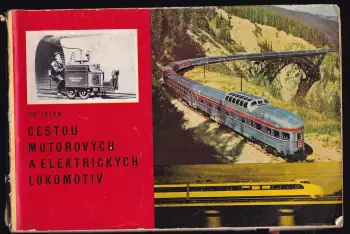 CESTOU
MOTOROVÝCH
A ELEKTRICKÝCH
LOKOMOTIV